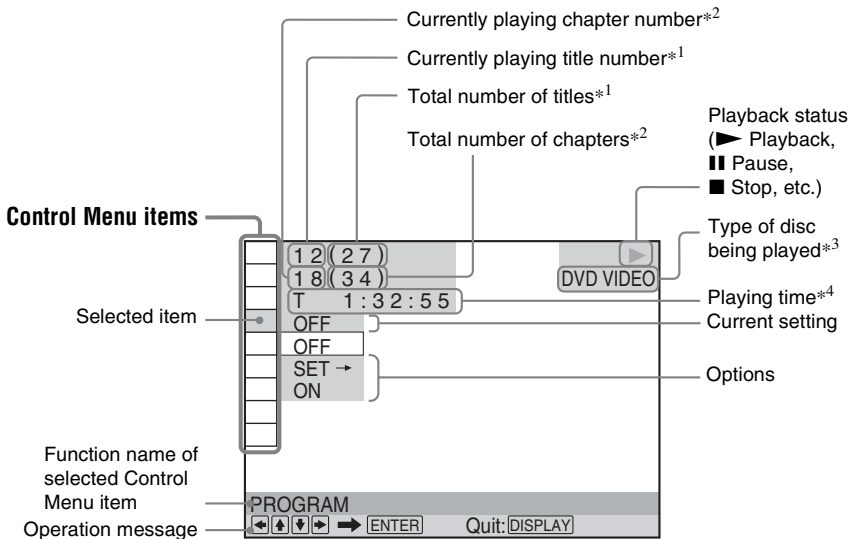 Currently playing chapter number*2
Currently playing title number*1
Total number of titles*1
Total number of chapters*2
Playback status
(▶ Playback,
⏸ Pause,
■ Stop, etc.)
Control Menu items
Type of disc
being played*3
12(27)
18(34)
DVD VIDEO
T 1:32:55
Playing time*4
Selected item
OFF
Current setting
OFF
SET →
ON
Options
Function name of
selected Control
Menu item
PROGRAM
Operation message
←↑↓→ ➡ ENTER Quit: DISPLAY